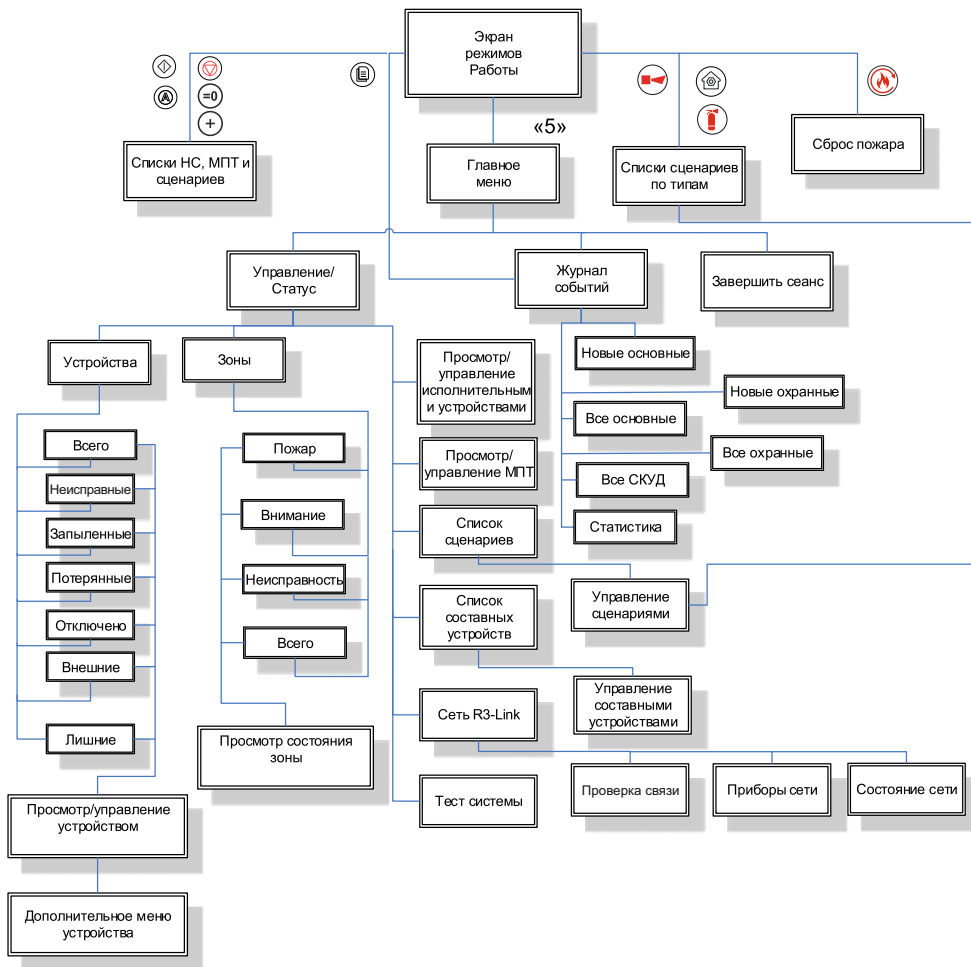 Экран
режимов
Работы
=0
A
«5»
Списки НС, МПТ и
сценариев
Главное
меню
Списки сценариев
по типам
Сброс пожара
Управление/
Статус
Журнал
событий
Завершить сеанс
Устройства
Зоны
Просмотр/
управление
исполнительным
и устройствами
Новые основные
Новые охранные
Все основные
Все охранные
Все СКУД
Статистика
Всего
Неисправные
Запыленные
Потерянные
Отключено
Внешние
Лишние
Пожар
Внимание
Неисправность
Всего
Просмотр/
управление МПТ
Список
сценариев
Управление
сценариями
Список
составных
устройств
Управление
составными
устройствами
Сеть R3-Link
Просмотр состояния
зоны
Проверка связи
Приборы сети
Состояние сети
Тест системы
Просмотр/управление
устройством
Дополнительное меню
устройства